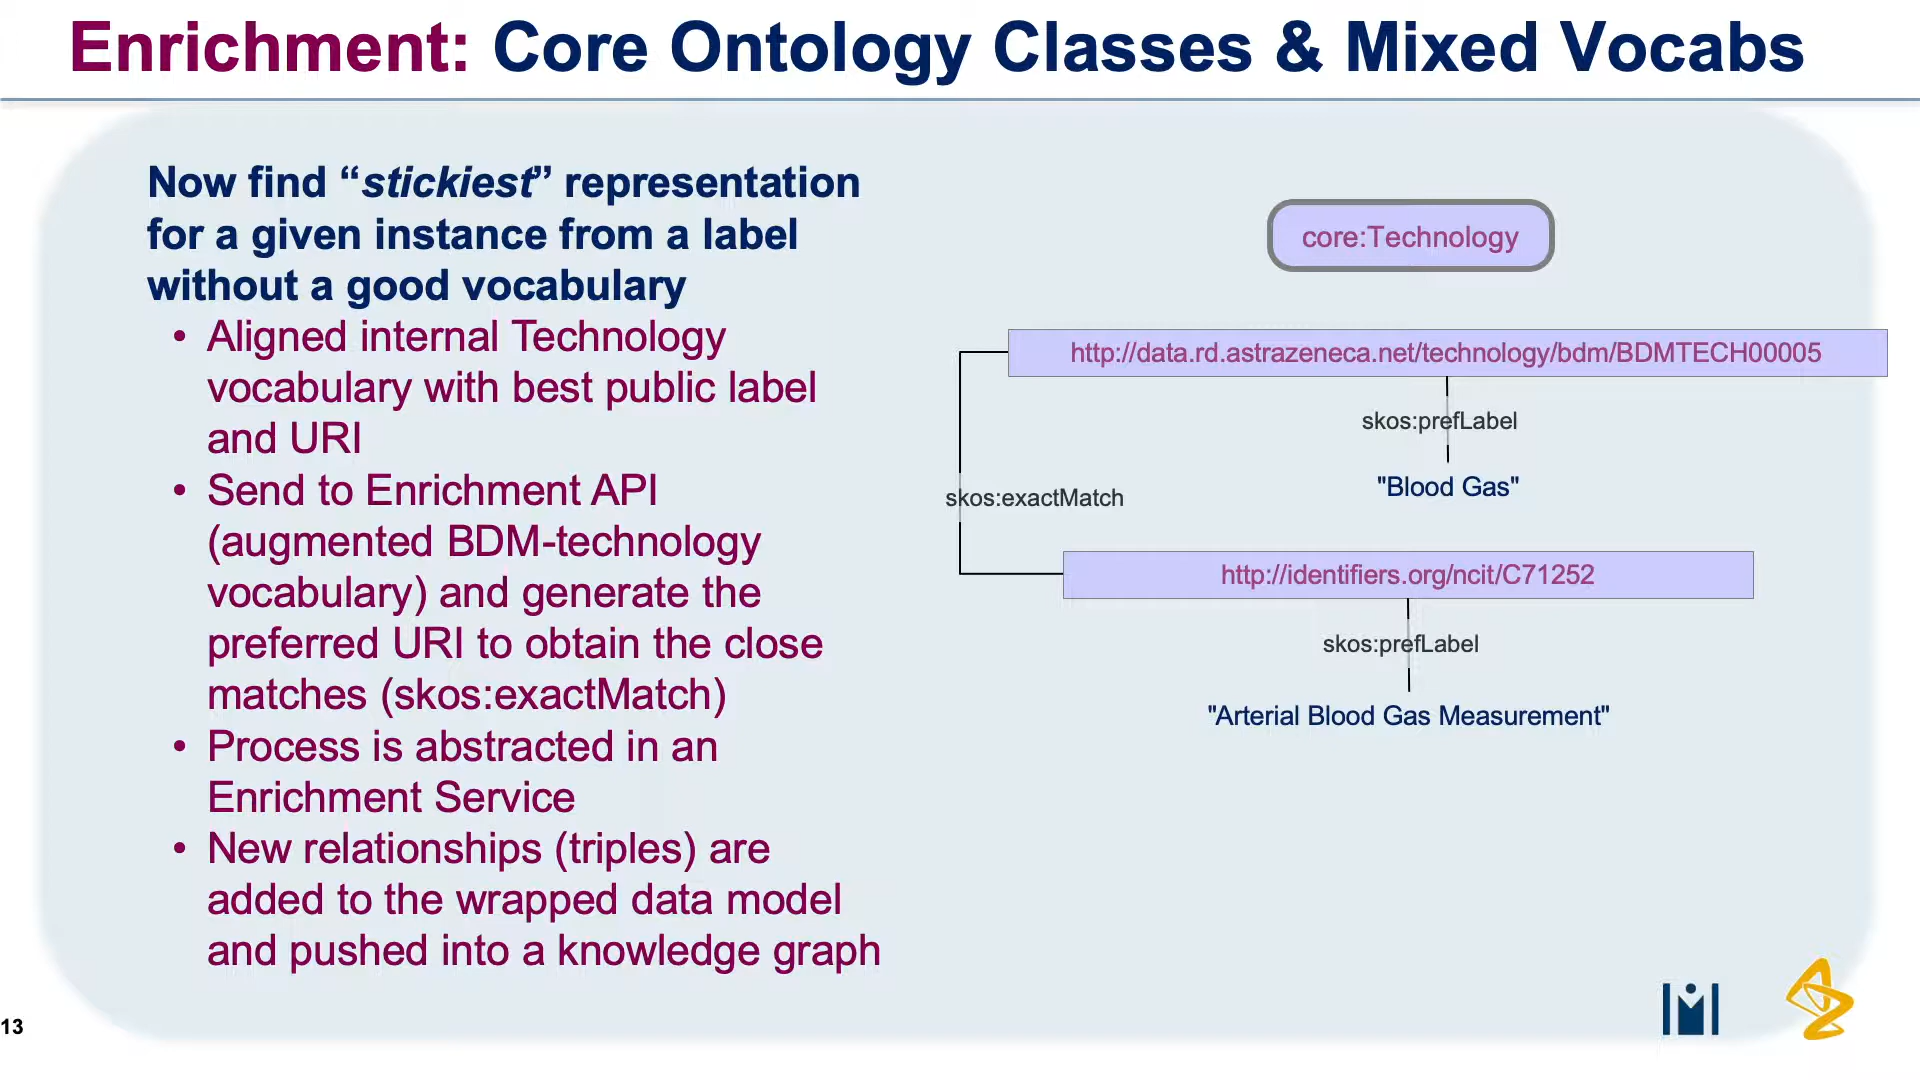 Enrichment: Core Ontology Classes & Mixed Vocabs
Now find “stickiest” representation
for a given instance from a label
without a good vocabulary
• Aligned internal Technology
vocabulary with best public label
and URI
• Send to Enrichment API
(augmented BDM-technology
vocabulary) and generate the
preferred URI to obtain the close
matches (skos:exactMatch)
• Process is abstracted in an
Enrichment Service
• New relationships (triples) are
added to the wrapped data model
and pushed into a knowledge graph
core:Technology
http://data.rd.astrazeneca.net/technology/bdm/BDMTECH00005
skos:prefLabel
"Blood Gas"
skos:exactMatch
http://identifiers.org/ncit/C71252
skos:prefLabel
"Arterial Blood Gas Measurement"
13